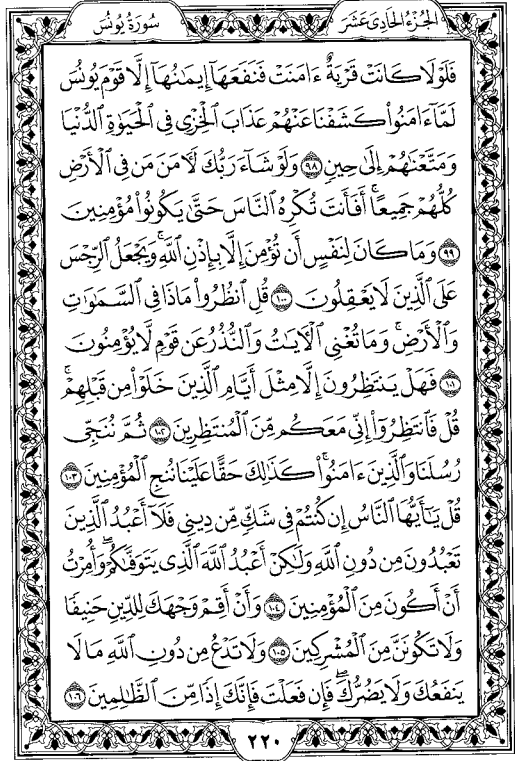 الجُزءُ الحَادِى عَشَرَ
سُورَةُ يُونُسَ
فَلَوْلَا كَانَتْ قَرْيَةٌ ءَامَنَتْ فَنَفَعَهَآ إِيمَـٰنُهَآ إِلَّا قَوْمَ يُونُسَ
لَمَّآ ءَامَنُوا۟ كَشَفْنَا عَنْهُمْ عَذَابَ ٱلْخِزْىِ فِى ٱلْحَيَوٰةِ ٱلدُّنْيَا
وَمَتَّعْنَـٰهُمْ إِلَىٰ حِينٍ ٩٨ وَلَوْ شَآءَ رَبُّكَ لَـَٔامَنَ مَن فِى ٱلْأَرْضِ
كُلُّهُمْ جَمِيعًا ۚ أَفَأَنتَ تُكْرِهُ ٱلنَّاسَ حَتَّىٰ يَكُونُوا۟ مُؤْمِنِينَ
٩٩ وَمَا كَانَ لِنَفْسٍ أَن تُؤْمِنَ إِلَّا بِإِذْنِ ٱللَّهِ ۚ وَيَجْعَلُ ٱلرِّجْسَ
عَلَى ٱلَّذِينَ لَا يَعْقِلُونَ ١٠٠ قُلِ ٱنظُرُوا۟ مَاذَا فِى ٱلسَّمَـٰوَٰتِ
وَٱلْأَرْضِ ۚ وَمَا تُغْنِى ٱلْـَٔايَـٰتُ وَٱلنُّذُرُ عَن قَوْمٍ لَّا يُؤْمِنُونَ
١٠١ فَهَلْ يَنتَظِرُونَ إِلَّا مِثْلَ أَيَّامِ ٱلَّذِينَ خَلَوْا۟ مِن قَبْلِهِمْ ۚ
قُلْ فَٱنتَظِرُوٓا۟ إِنِّى مَعَكُم مِّنَ ٱلْمُنتَظِرِينَ ١٠٢ ثُمَّ نُنَجِّى
رُسُلَنَا وَٱلَّذِينَ ءَامَنُوا۟ ۚ كَذَٰلِكَ حَقًّا عَلَيْنَا نُنجِ ٱلْمُؤْمِنِينَ ١٠٣
قُلْ يَـٰٓأَيُّهَا ٱلنَّاسُ إِن كُنتُمْ فِى شَكٍّ مِّن دِينِى فَلَآ أَعْبُدُ ٱلَّذِينَ
تَعْبُدُونَ مِن دُونِ ٱللَّهِ وَلَـٰكِنْ أَعْبُدُ ٱللَّهَ ٱلَّذِى يَتَوَفَّىٰكُمْ ۖ وَأُمِرْتُ
أَنْ أَكُونَ مِنَ ٱلْمُؤْمِنِينَ ١٠٤ وَأَنْ أَقِمْ وَجْهَكَ لِلدِّينِ حَنِيفًا
وَلَا تَكُونَنَّ مِنَ ٱلْمُشْرِكِينَ ١٠٥ وَلَا تَدْعُ مِن دُونِ ٱللَّهِ مَا لَا
يَنفَعُكَ وَلَا يَضُرُّكَ ۖ فَإِن فَعَلْتَ فَإِنَّكَ إِذًا مِّنَ ٱلظَّـٰلِمِينَ ١٠٦
٢٢٠